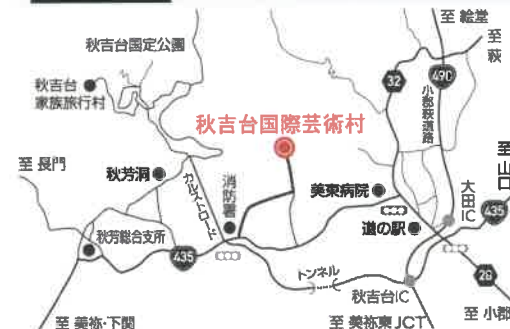 至 絵堂
秋吉台国定公園
至 萩
490
32
秋吉台
家族旅行村
小郡萩道路
秋吉台国際芸術村
至 山口
至 長門
秋芳洞
カルストロード
消防署
美東病院
大田IC
435
道の駅
秋芳総合支所
435
28
トンネル
秋吉台IC
至 美祢・下関
至 美祢東JCT
至 小郡